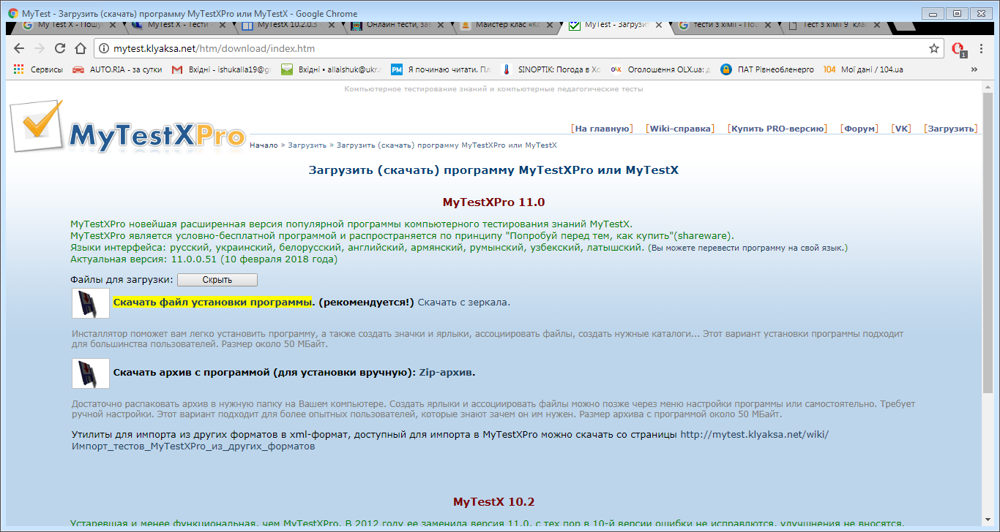 MyTest - Загрузить (скачать) программу MyTestXPro или MyTestX - Google Chrome
My Test X - Пошу
MyTest X - Тести -
MyTestX 10.2.0.3 -
Онлайн тести, зав
Майстер клас «Ко
MyTest - Загрузит
тести з хімії - Пош
Тест з хімії 9 клас
mytest.klyaksa.net/htm/download/index.htm
1
Сервисы
AUTO.RIA - за сутки
Вхідні - ishukalla19@g
Вхідні • allaishuk@ukr.
PM Я починаю читати. П
SINOPTIK: Погода в Хо
OLX Оголошення OLX.ua:
ПАТ Рівнеобленерго
104 Мої дані / 104.ua
»
Компьютерное тестирование знаний и компьютерные педагогические тесты
MyTestXPro
[На главную] [Wiki-справка] [Купить PRO-версию] [Форум] [VK] [Загрузить]
Начало » Загрузить » Загрузить (скачать) программу MyTestXPro или MyTestX
Загрузить (скачать) программу MyTestXPro или MyTestX
MyTestXPro 11.0
MyTestXPro новейшая расширенная версия популярной программы компьютерного тестирования знаний MyTestX.
MyTestXPro является условно-бесплатной программой и распространяется по принципу "Попробуй перед тем, как купить"(shareware).
Языки интерфейса: русский, украинский, белорусский, английский, армянский, румынский, узбекский, латышский. (Вы можете перевести программу на свой язык.)
Актуальная версия: 11.0.0.51 (10 февраля 2018 года)
Файлы для загрузки: Скрыть
Скачать файл установки программы. (рекомендуется!) Скачать с зеркала.
Инсталлятор поможет вам легко установить программу, а также создать значки и ярлыки, ассоциировать файлы, создать нужные каталоги... Этот вариант установки программы подходит
для большинства пользователей. Размер около 50 МБайт.
Скачать архив с программой (для установки вручную): Zip-архив.
Достаточно распаковать архив в нужную папку на Вашем компьютере. Создать ярлыки и ассоциировать файлы можно позже через меню настройки программы или самостоятельно. Требует
ручной настройки. Этот вариант подходит для более опытных пользователей, которые знают зачем он им нужен. Размер архива с программой около 50 МБайт.
Утилиты для импорта из других форматов в xml-формат, доступный для импорта в MyTestXPro можно скачать со страницы http://mytest.klyaksa.net/wiki/
Импорт_тестов_MyTestXPro_из_других_форматов
MyTestX 10.2
Устаревшая и менее функциональная, чем MyTestXPro. В 2012 году ее заменила версия 11.0, с тех пор в 10-й версии ошибки не исправлются, улучшнения не вносятся.